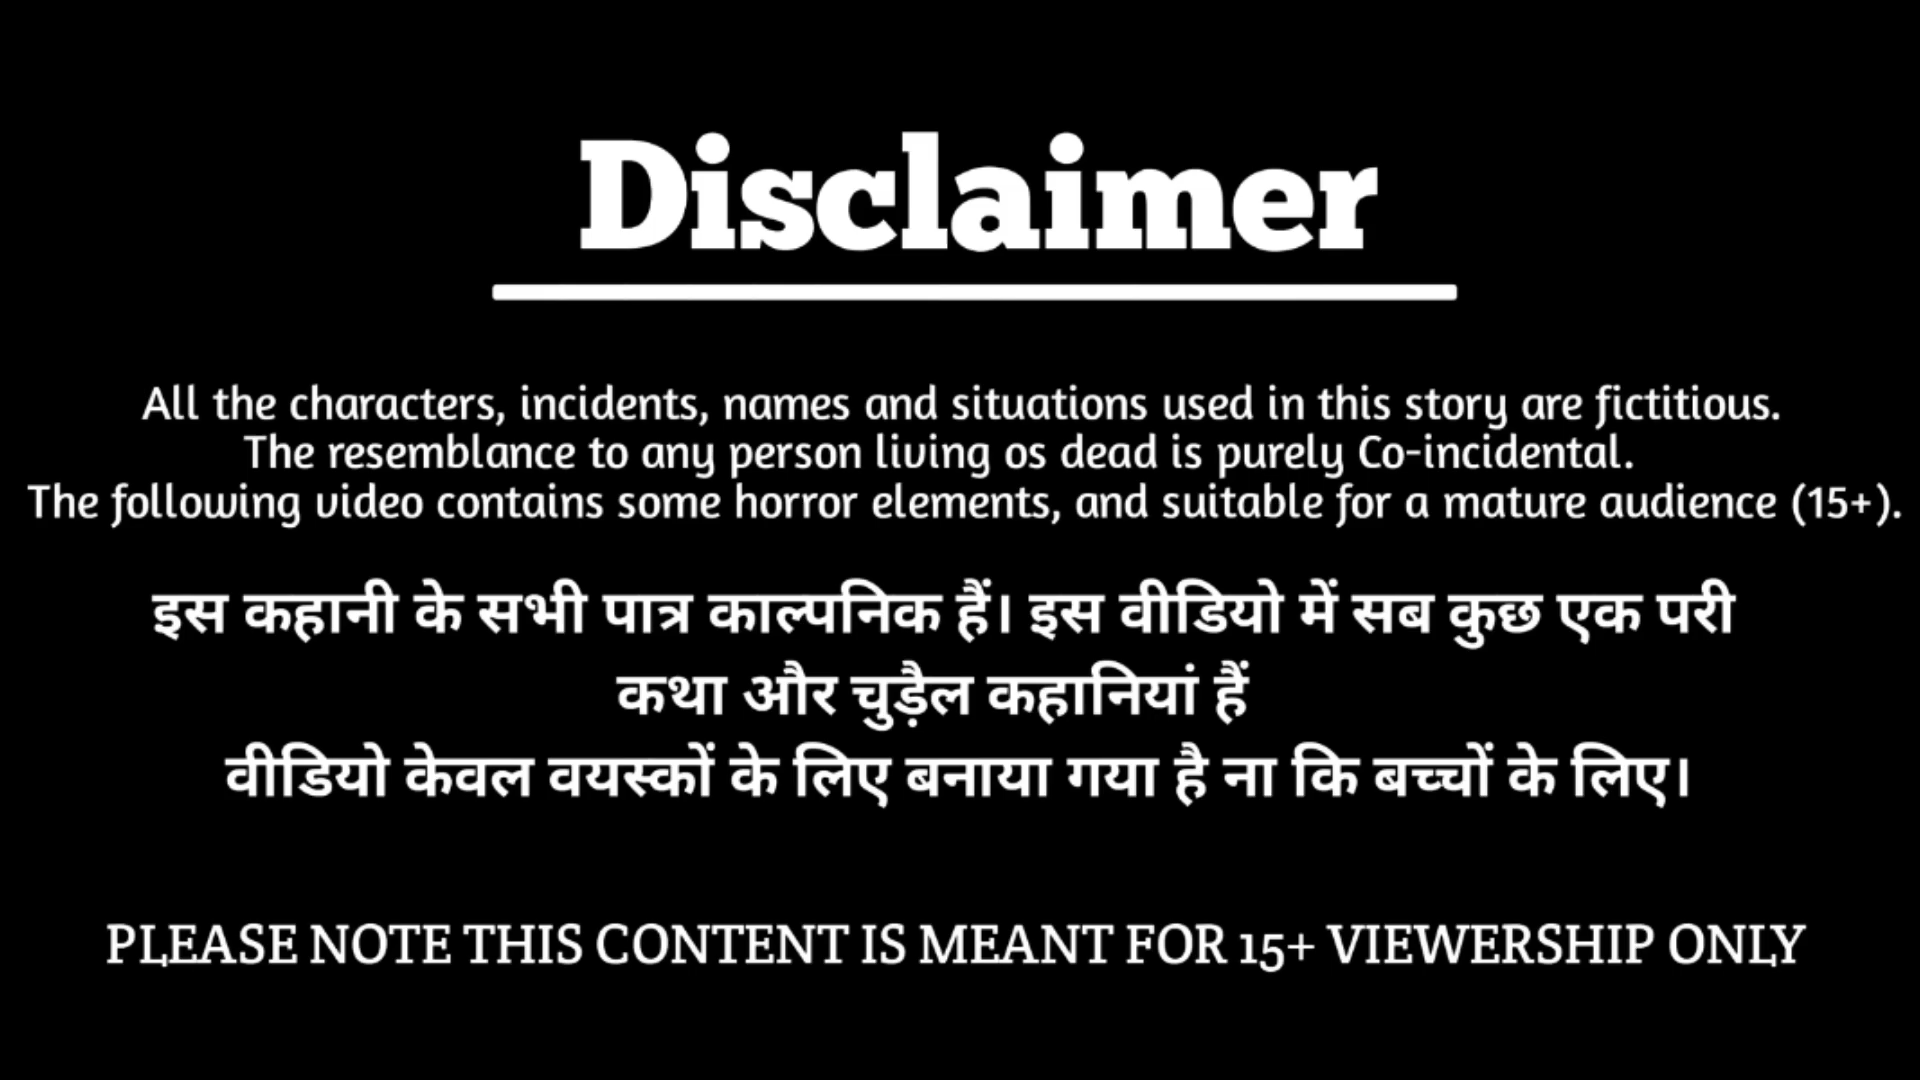 Disclaimer
All the characters, incidents, names and situations used in this story are fictitious.
The resemblance to any person living os dead is purely Co-incidental.
The following video contains some horror elements, and suitable for a mature audience (15+).
इस कहानी के सभी पात्र काल्पनिक हैं। इस वीडियो में सब कुछ एक परी
कथा और चुड़ैल कहानियां हैं
वीडियो केवल वयस्कों के लिए बनाया गया है ना कि बच्चों के लिए।
PLEASE NOTE THIS CONTENT IS MEANT FOR 15+ VIEWERSHIP ONLY